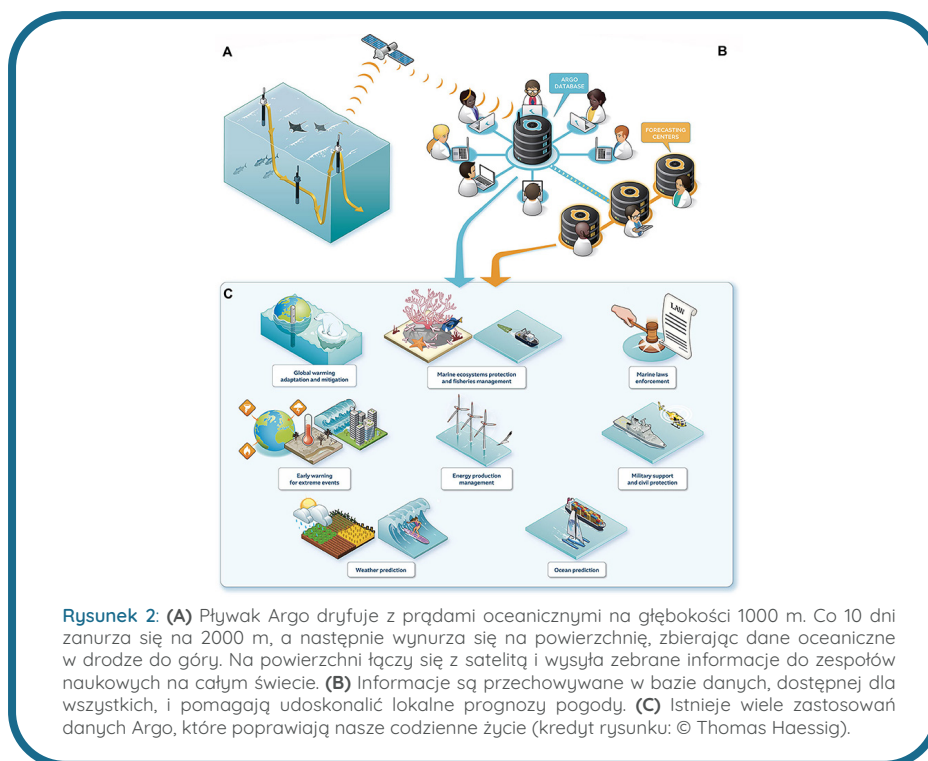 A
B
ARGO
DATABASE
FORECASTING
CENTERS
C
LAW
Global warming
adaptation and mitigation
Marine ecosystems protection
and fisheries management
Marine laws
enforcement
Early warning
for extreme events
Energy production
management
Military support
and civil protection
Weather prediction
Ocean prediction
Rysunek 2: (A) Pływak Argo dryfuje z prądami oceanicznymi na głębokości 1000 m. Co 10 dni
zanurza się na 2000 m, a następnie wynurza się na powierzchnię, zbierając dane oceaniczne
w drodze do góry. Na powierzchni łączy się z satelitą i wysyła zebrane informacje do zespołów
naukowych na całym świecie. (B) Informacje są przechowywane w bazie danych, dostępnej dla
wszystkich, i pomagają udoskonalić lokalne prognozy pogody. (C) Istnieje wiele zastosowań
danych Argo, które poprawiają nasze codzienne życie (kredyt rysunku: © Thomas Haessig).